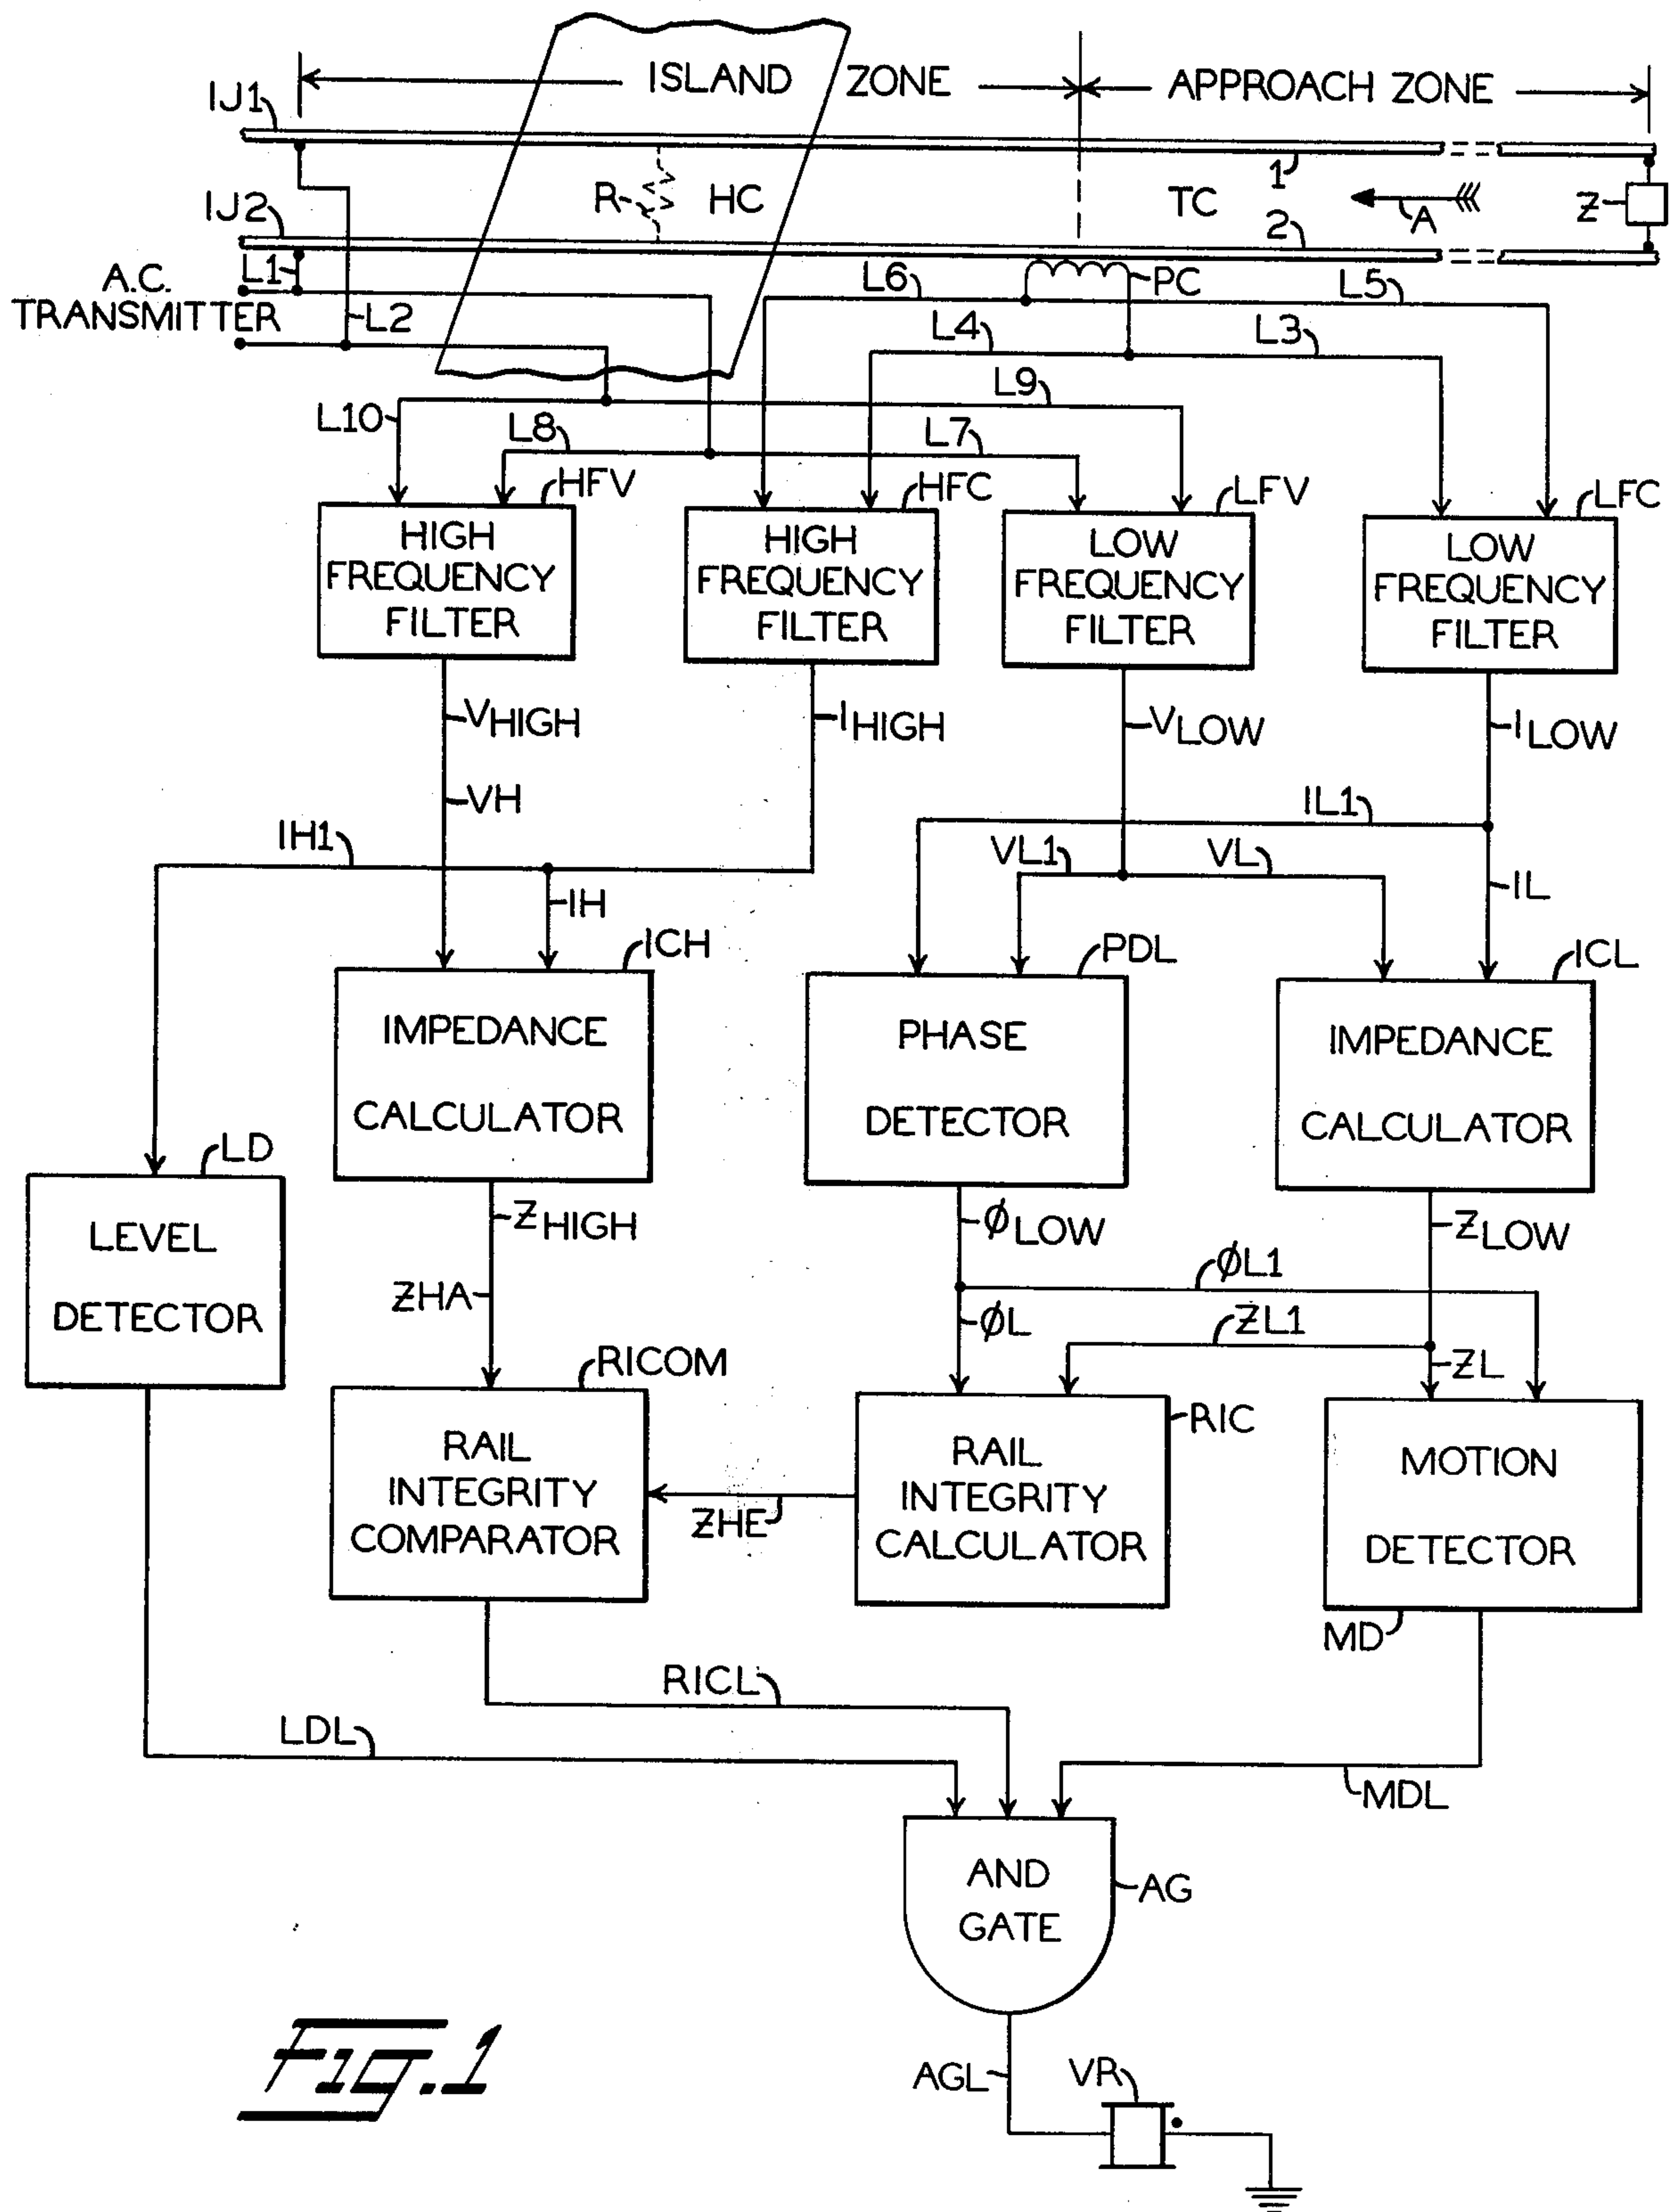 ISLAND ZONE
APPROACH ZONE
IJ1
1
R
HC
TC
A
Z
IJ2
2
L1
A.C.
TRANSMITTER
L2
L6
PC
L5
L4
L3
L9
L10
L8
L7
HFV
HFC
LFV
LFC
HIGH
FREQUENCY
FILTER
HIGH
FREQUENCY
FILTER
LOW
FREQUENCY
FILTER
LOW
FREQUENCY
FILTER
VHIGH
IHIGH
VLOW
ILOW
VH
IL1
IH1
VL1
VL
IH
IL
ICH
PDL
ICL
IMPEDANCE
CALCULATOR
PHASE
DETECTOR
IMPEDANCE
CALCULATOR
LD
LEVEL
DETECTOR
ZHIGH
ØLOW
ZLOW
ØL1
ZHA
ØL
ZL1
ZL
RICOM
RIC
RAIL
INTEGRITY
COMPARATOR
ZHE
RAIL
INTEGRITY
CALCULATOR
MOTION
DETECTOR
MD
RICL
LDL
MDL
AND
GATE
AG
AGL
VR
Fig. 1